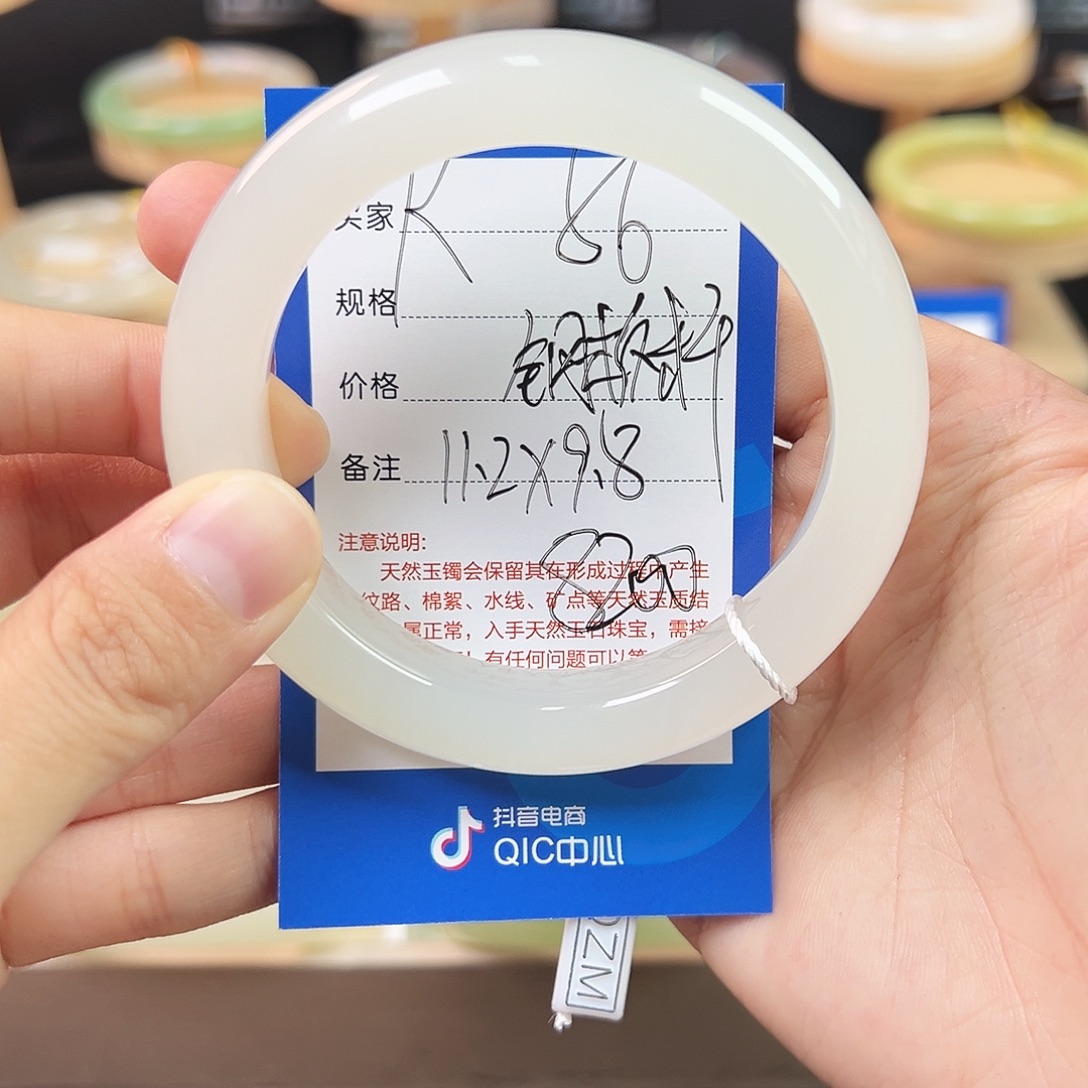 买家 K 56
规格
价格
备注 11.2X9.8
注意说明:
天然玉镯会保留其在形成过程中产生
纹路、棉絮、水线、矿点等天然玉质结
属正常，入手天然玉石珠宝，需接
有任何问题可以等
抖音电商
QIC中心
ZM